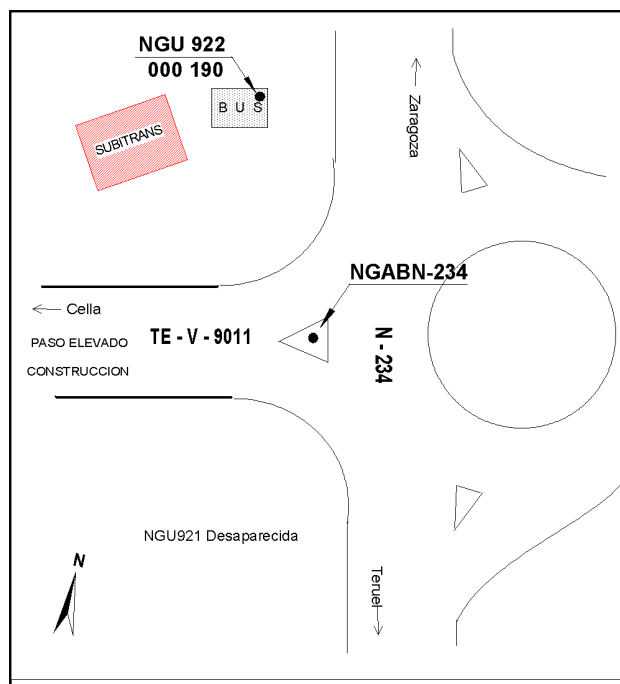 NGU 922
000 190
B U S
SUBITRANS
Zaragoza
NGABN-234
Cella
TE - V - 9011
N - 234
PASO ELEVADO
CONSTRUCCION
NGU921 Desaparecida
N
Teruel